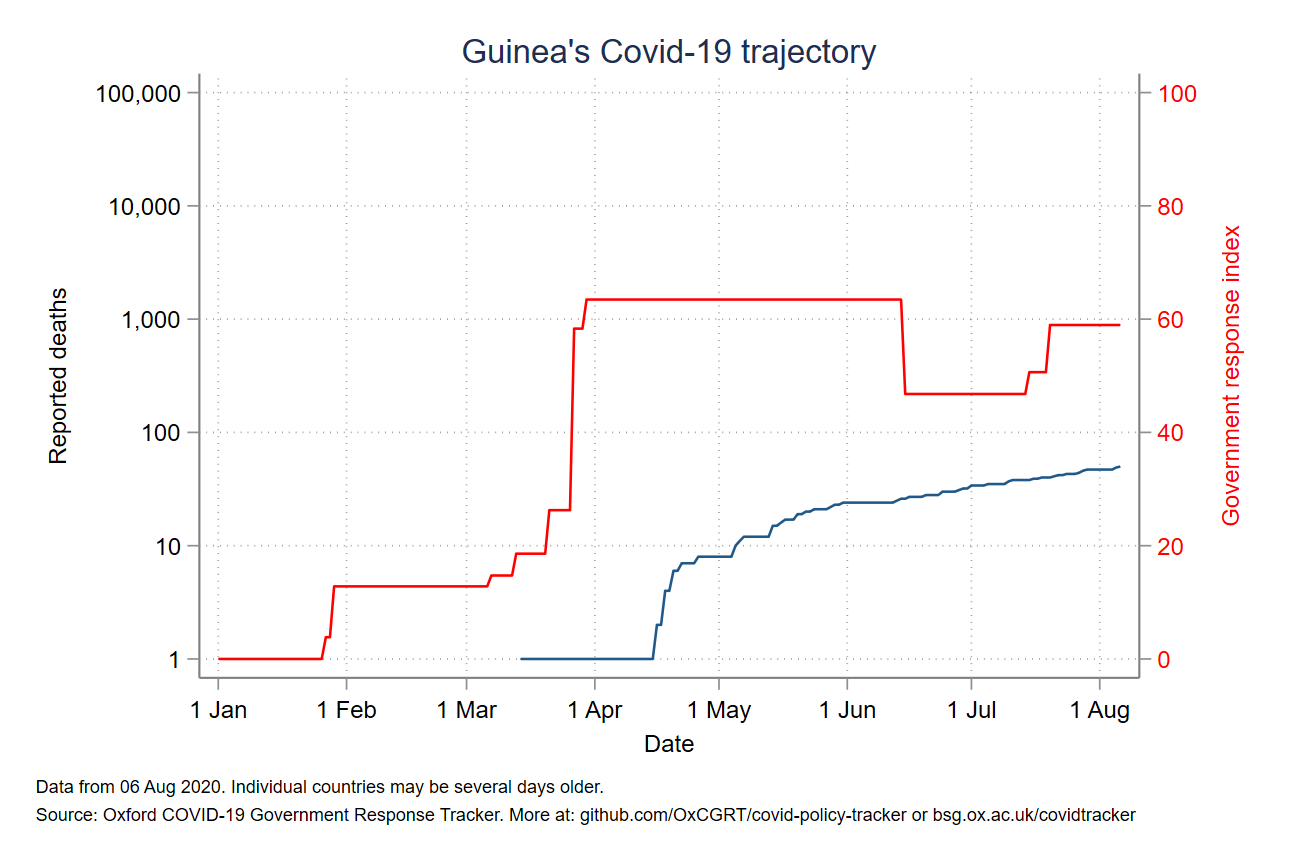 Guinea's Covid-19 trajectory
100,000
10,000
1,000
100
10
1
Reported deaths
100
80
60
40
20
0
Government response index
1 Jan 1 Feb 1 Mar 1 Apr 1 May 1 Jun 1 Jul 1 Aug
Date
Data from 06 Aug 2020. Individual countries may be several days older.
Source: Oxford COVID-19 Government Response Tracker. More at: github.com/OxCGRT/covid-policy-tracker or bsg.ox.ac.uk/covidtracker